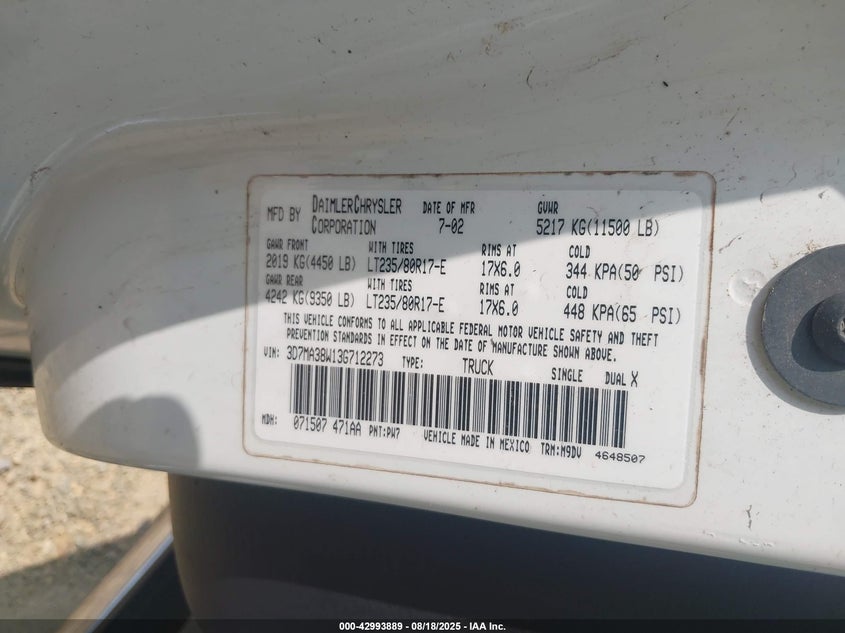 MFD BY DAIMLERCHRYSLER CORPORATION DATE OF MFR 7-02 GVWR 5217 KG(11500 LB)
GAWR FRONT WITH TIRES RIMS AT COLD
2019 KG(4450 LB) LT235/80R17-E 17X6.0 344 KPA(50 PSI)
GAWR REAR WITH TIRES RIMS AT COLD
4242 KG(9350 LB) LT235/80R17-E 17X6.0 448 KPA(65 PSI)
THIS VEHICLE CONFORMS TO ALL APPLICABLE FEDERAL MOTOR VEHICLE SAFETY AND THEFT
PREVENTION STANDARDS IN EFFECT ON THE DATE OF MANUFACTURE SHOWN ABOVE.
VIN: 3D7MA38W13G712273 TYPE: TRUCK SINGLE DUAL X
MDH: 071507 471AA PNT:PW7 VEHICLE MADE IN MEXICO TRM:M9DV 4648507
000-42993889 | 08/18/2025 - IAA Inc.